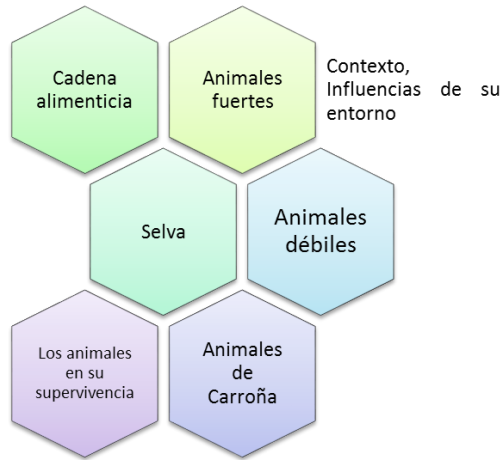 Cadena
alimenticia
Animales
fuertes
Contexto,
Influencias de su
entorno
Selva
Animales
débiles
Los animales
en su
supervivencia
Animales
de
Carroña